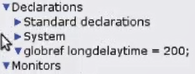 Declarations
Standard declarations
System
globref longdelaytime = 200;
Monitors